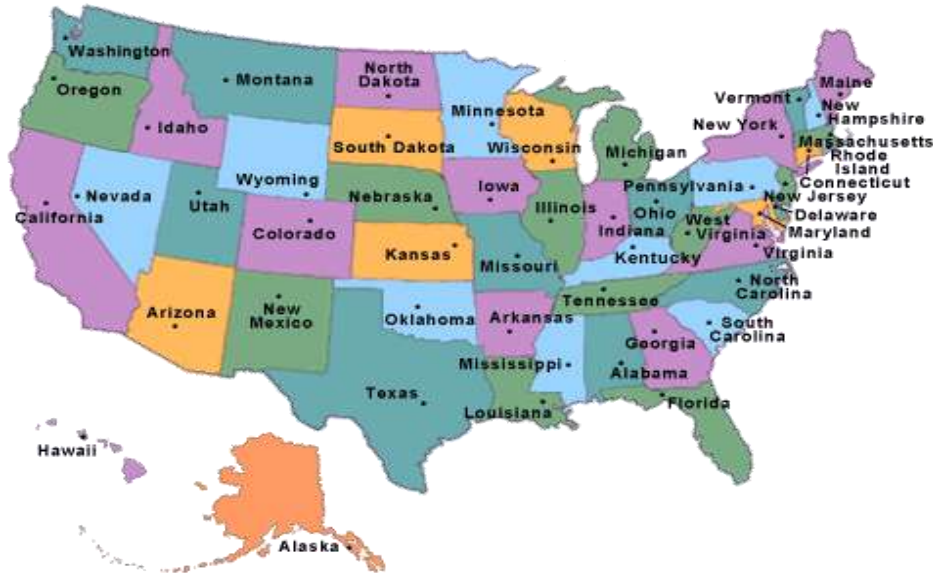 Washington
Montana
North
Dakota
Minnesota
Maine
Oregon
Vermont
New
Hampshire
Idaho
South Dakota
Wisconsin
Michigan
New York
Massachusetts
Rhode
Island
Connecticut
Wyoming
Nebraska
Iowa
Pennsylvania
New Jersey
Nevada
Utah
California
Colorado
Kansas
Missouri
Illinois
Indiana
Ohio
West
Virginia
Delaware
Maryland
Virginia
Kentucky
Arizona
New
Mexico
Oklahoma
Arkansas
Tennessee
North
Carolina
South
Carolina
Georgia
Mississippi
Alabama
Texas
Louisiana
Florida
Hawaii
Alaska